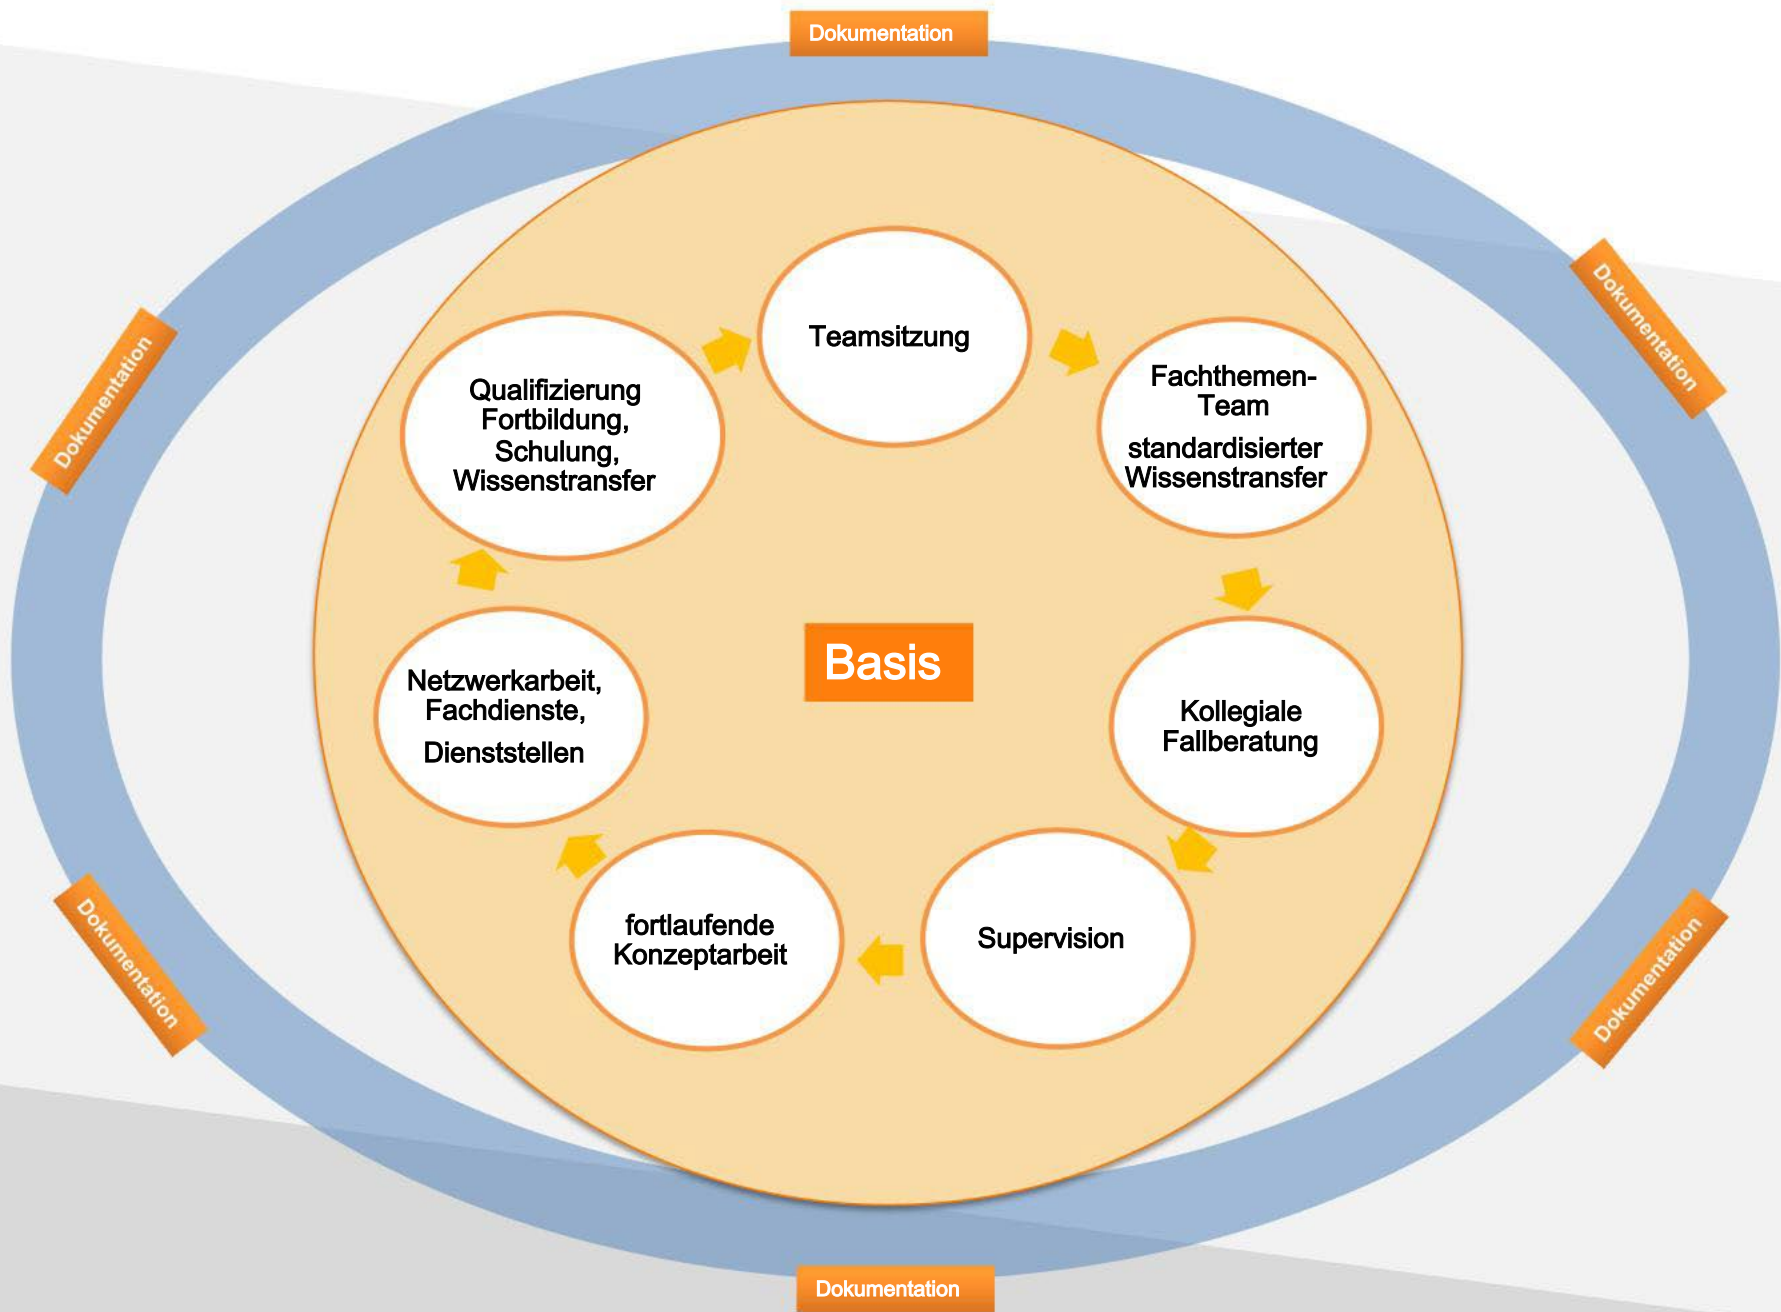 Dokumentation
Dokumentation
Dokumentation
Teamsitzung
Fachthemen-
Team
standardisierter
Wissenstransfer
Qualifizierung
Fortbildung,
Schulung,
Wissenstransfer
Basis
Netzwerkarbeit,
Fachdienste,
Dienststellen
Kollegiale
Fallberatung
fortlaufende
Konzeptarbeit
Supervision
Dokumentation
Dokumentation
Dokumentation